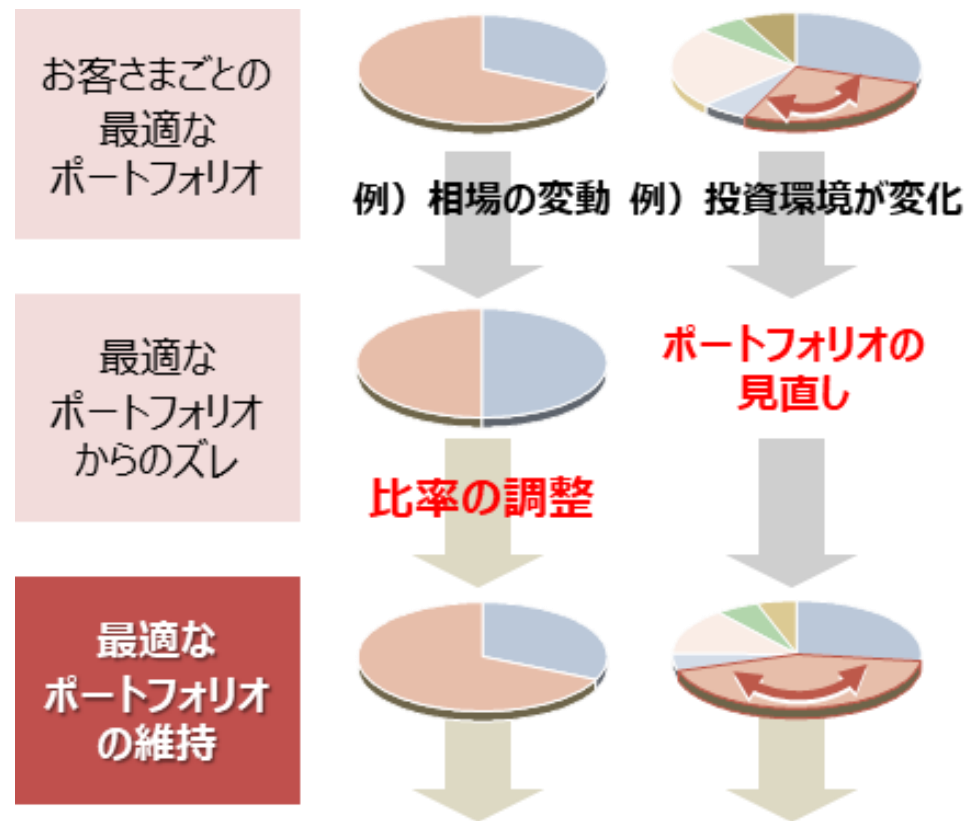 お客さまごとの
最適な
ポートフォリオ
例）相場の変動
例）投資環境が変化
最適な
ポートフォリオ
からのズレ
ポートフォリオの
見直し
比率の調整
最適な
ポートフォリオ
の維持